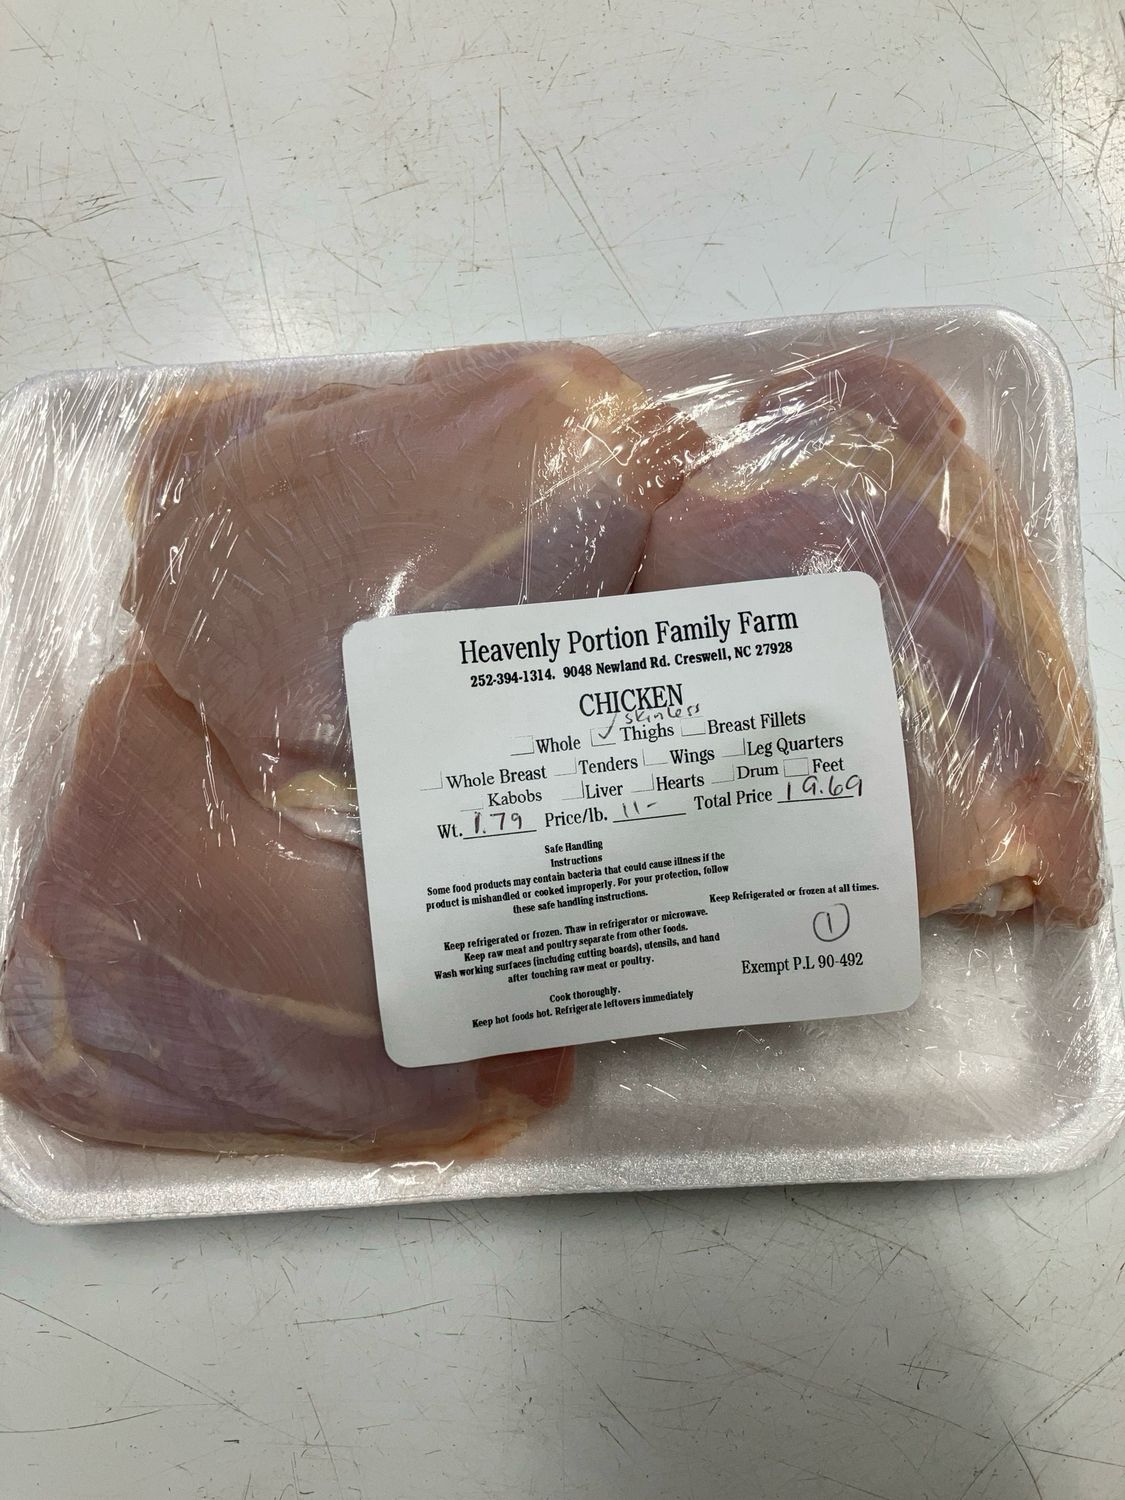 Heavenly Portion Family Farm
252-394-1314. 9048 Newland Rd. Creswell, NC 27928
CHICKEN
skinless
Whole ✓ Thighs Breast Fillets
Whole Breast Tenders Wings Leg Quarters
Kabobs Liver Hearts Drum Feet
Wt. 1.79 Price/lb. 11- Total Price 19.69
Safe Handling
Instructions
Some food products may contain bacteria that could cause illness if the
product is mishandled or cooked improperly. For your protection, follow
these safe handling instructions.
Keep Refrigerated or frozen at all times.
Keep refrigerated or frozen. Thaw in refrigerator or microwave.
Keep raw meat and poultry separate from other foods.
Wash working surfaces (including cutting boards), utensils, and hand
after touching raw meat or poultry.
1
Exempt P.L 90-492
Cook thoroughly.
Keep hot foods hot. Refrigerate leftovers immediately